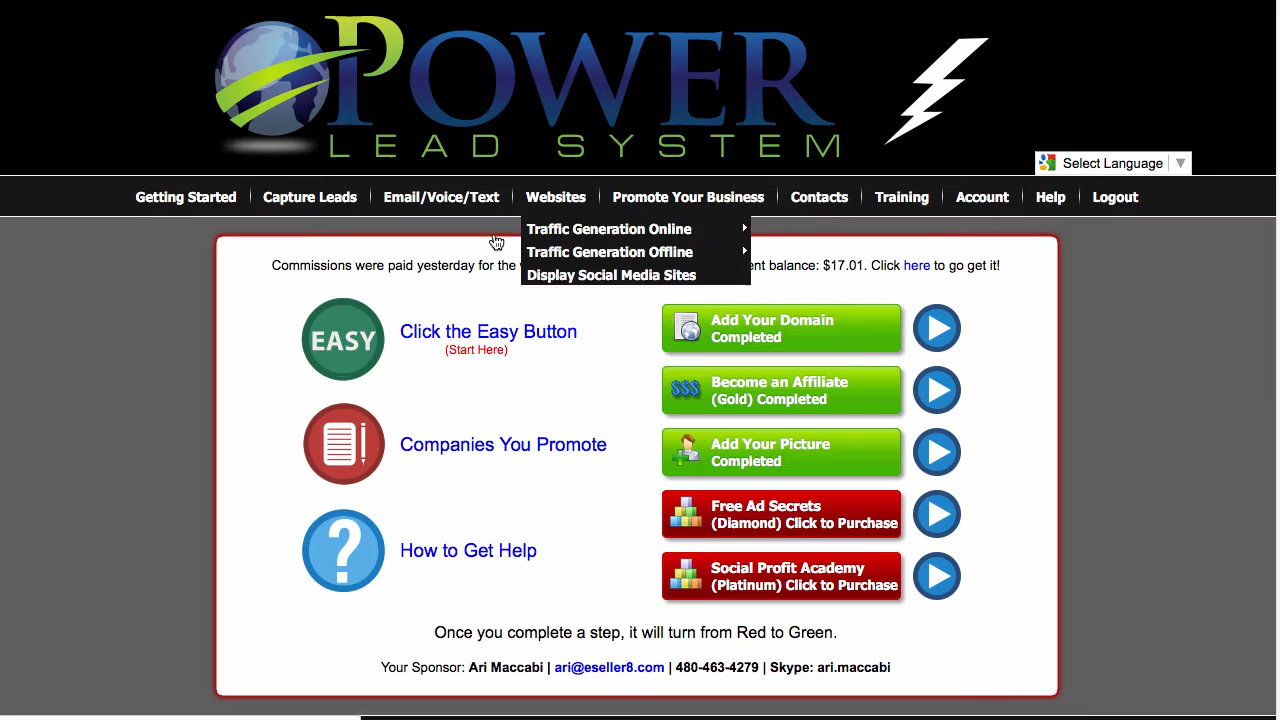 POWER
LEAD SYSTEM
Select Language
Getting Started Capture Leads Email/Voice/Text Websites Promote Your Business Contacts Training Account Help Logout
Traffic Generation Online
Traffic Generation Offline
Display Social Media Sites
Commissions were paid yesterday for the ent balance: $17.01. Click here to go get it!
EASY
Click the Easy Button
(Start Here)
Companies You Promote
?
How to Get Help
Add Your Domain
Completed
$$$
Become an Affiliate
(Gold) Completed
Add Your Picture
Completed
Free Ad Secrets
(Diamond) Click to Purchase
Social Profit Academy
(Platinum) Click to Purchase
Once you complete a step, it will turn from Red to Green.
Your Sponsor: Ari Maccabi | ari@eseller8.com | 480-463-4279 | Skype: ari.maccabi